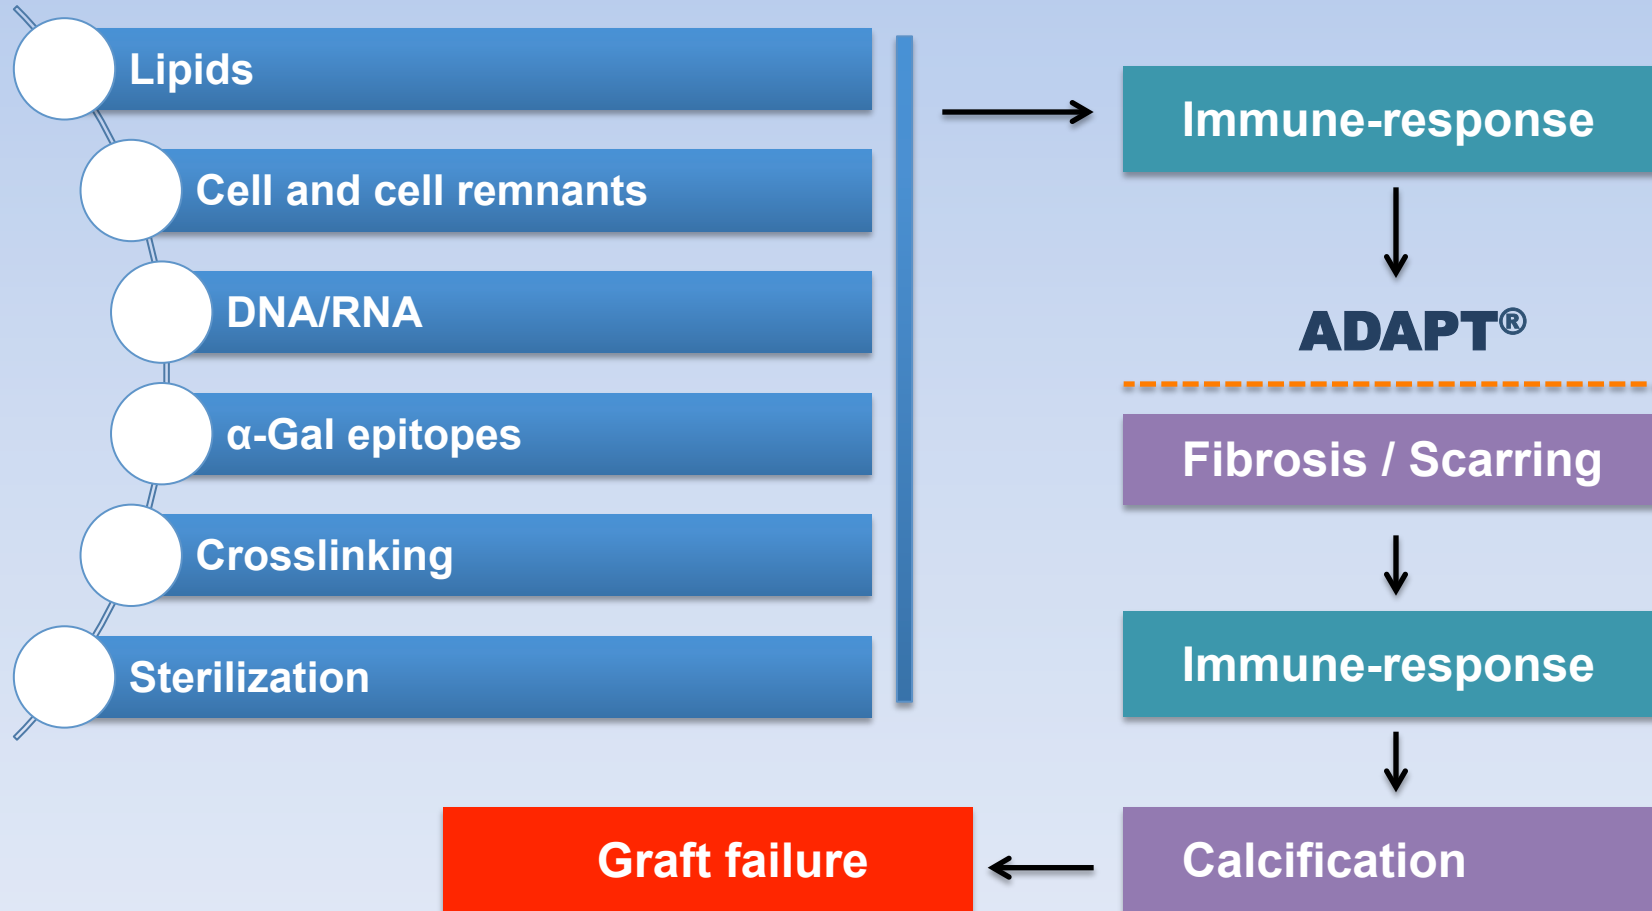 Lipids
Cell and cell remnants
DNA/RNA
α-Gal epitopes
Crosslinking
Sterilization
Immune-response
ADAPT®
Fibrosis / Scarring
Immune-response
Calcification
Graft failure